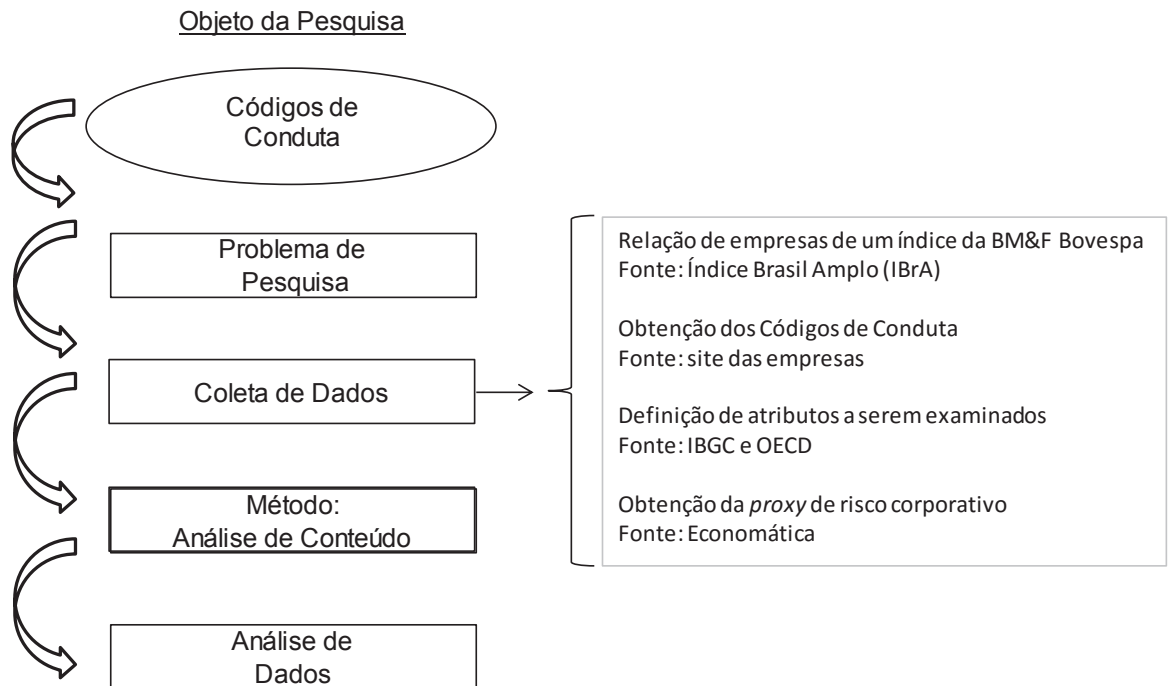 Objeto da Pesquisa
Códigos de
Conduta
Problema de
Pesquisa
Coleta de Dados
Método:
Análise de Conteúdo
Análise de
Dados
Relação de empresas de um índice da BM&F Bovespa
Fonte: Índice Brasil Amplo (IBrA)
Obtenção dos Códigos de Conduta
Fonte: site das empresas
Definição de atributos a serem examinados
Fonte: IBGC e OECD
Obtenção da proxy de risco corporativo
Fonte: Economática